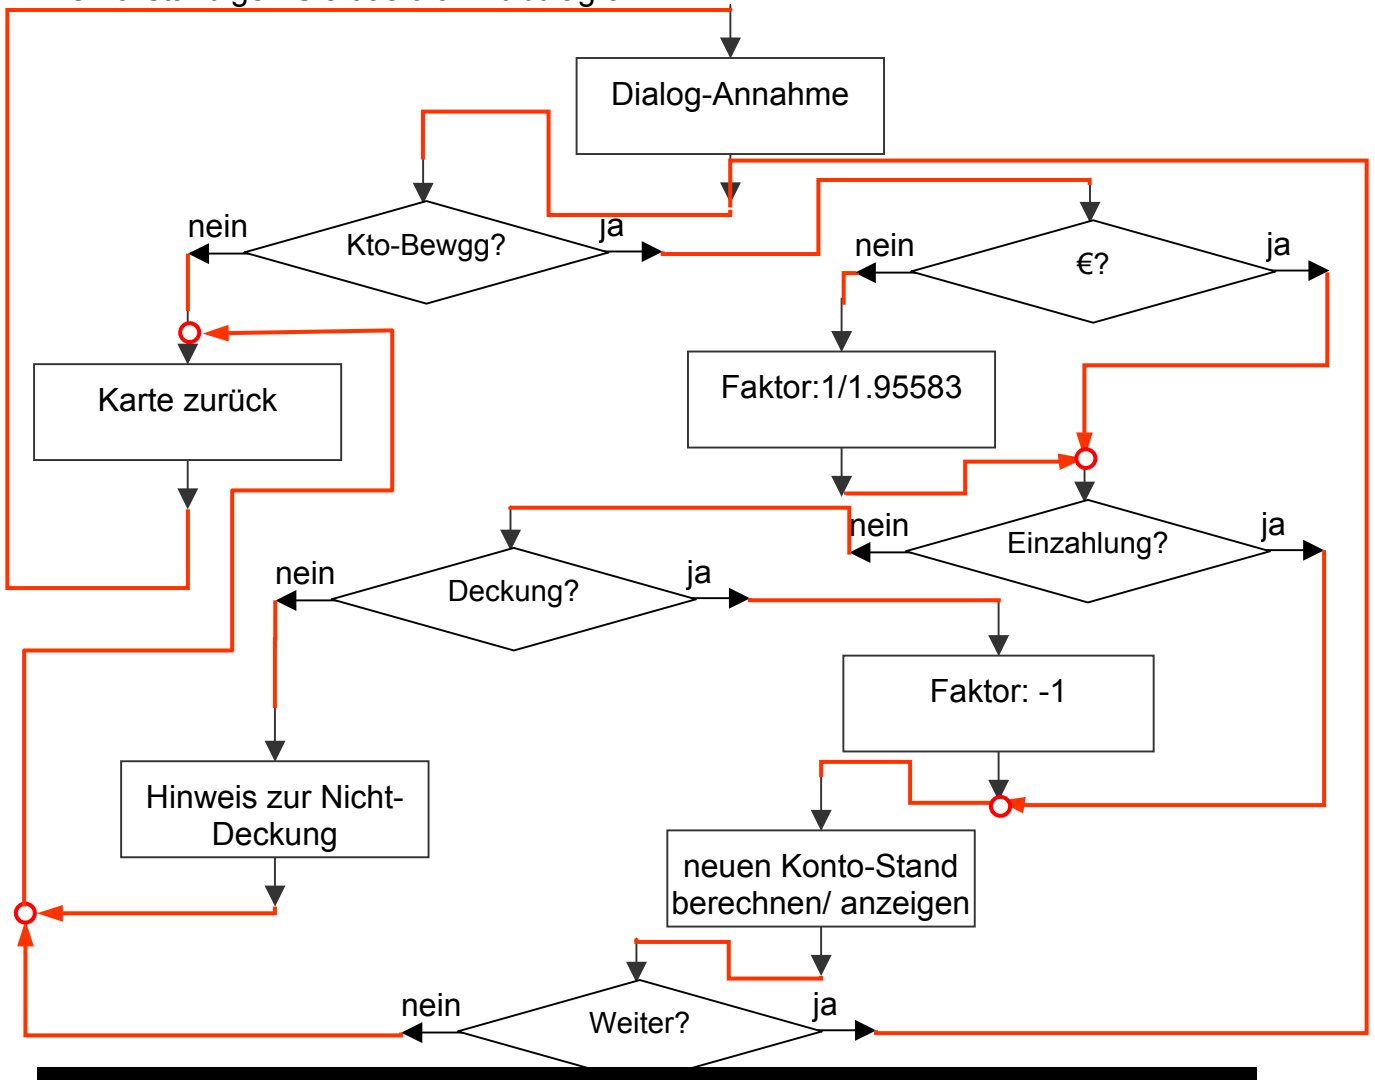 Dialog-Annahme
nein
Kto-Bewgg?
ja
nein
€?
ja
Karte zurück
Faktor:1/1.95583
nein
Einzahlung?
ja
nein
Deckung?
ja
Faktor: -1
Hinweis zur Nicht-
Deckung
neuen Konto-Stand
berechnen/ anzeigen
nein
Weiter?
ja